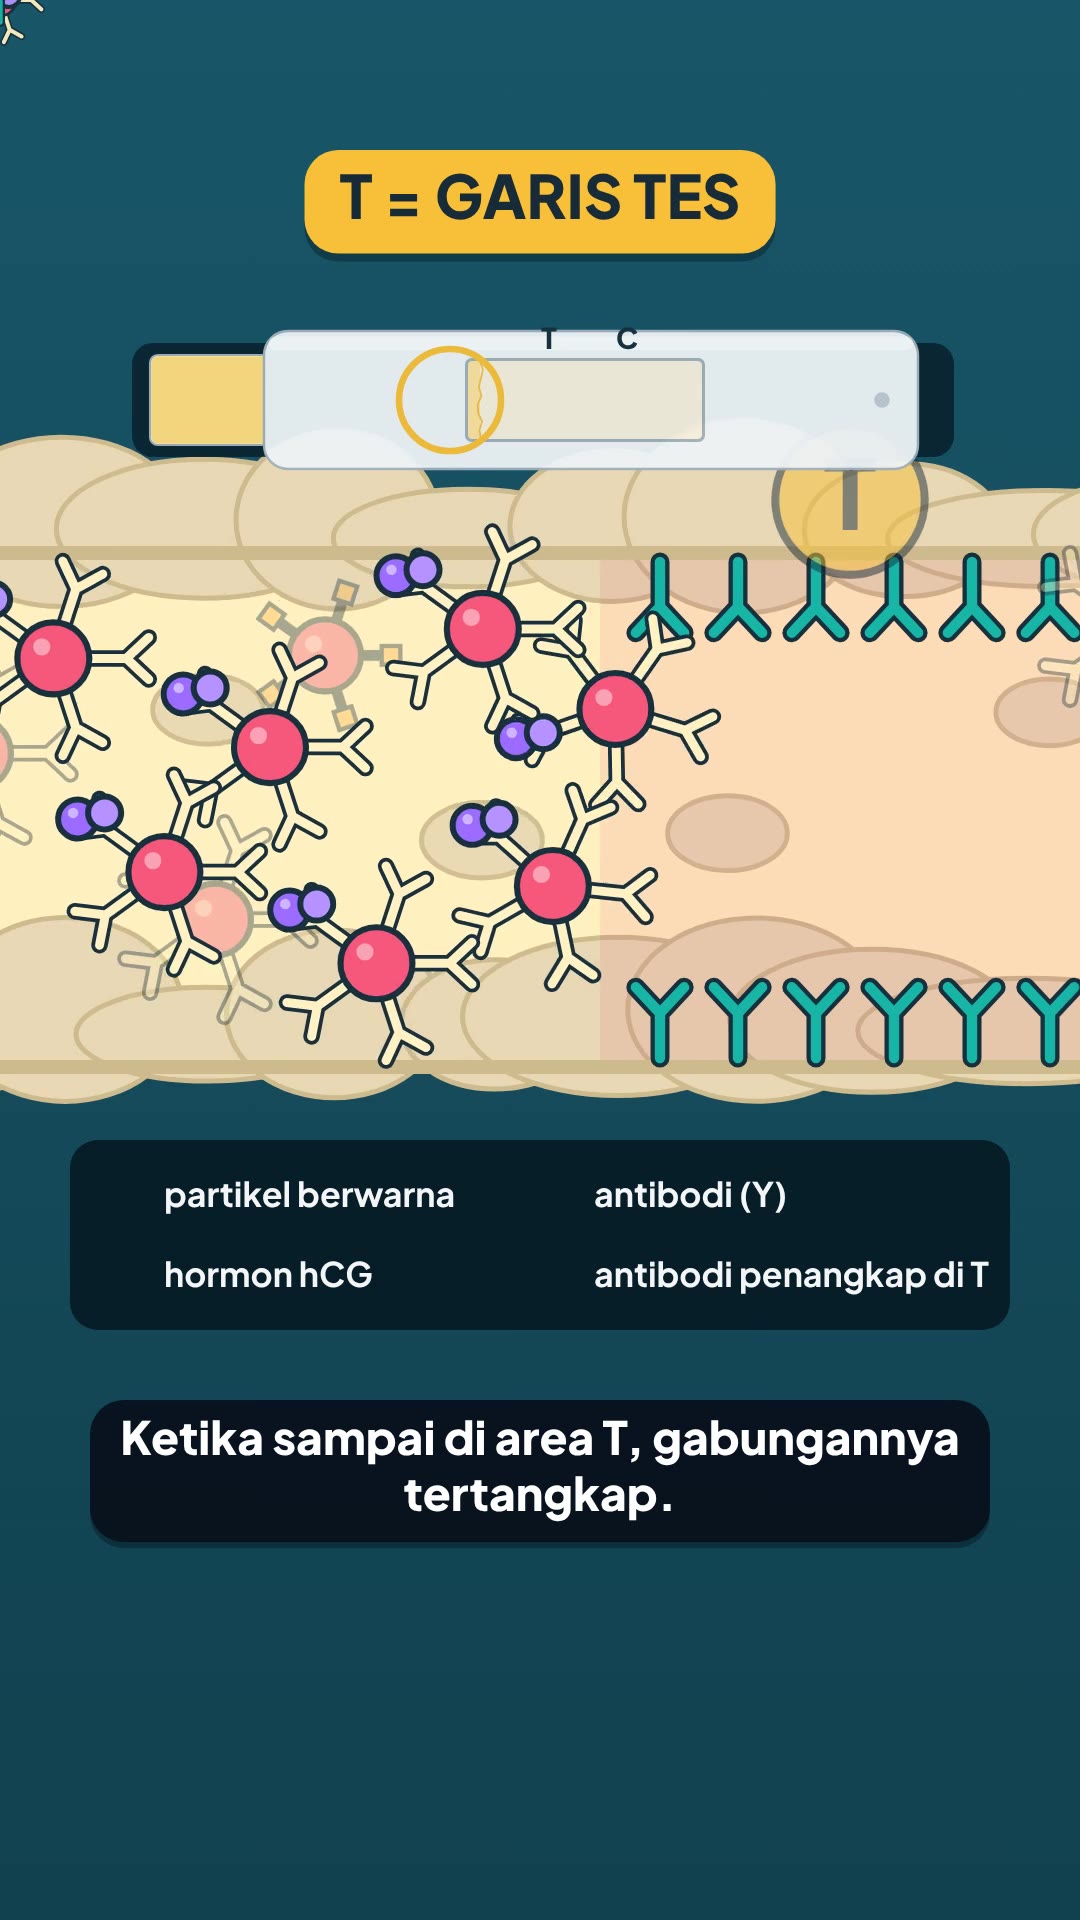 T = GARIS TES
T C
T
partikel berwarna
antibodi (Y)
hormon hCG
antibodi penangkap di T
Ketika sampai di area T, gabungannya
tertangkap.